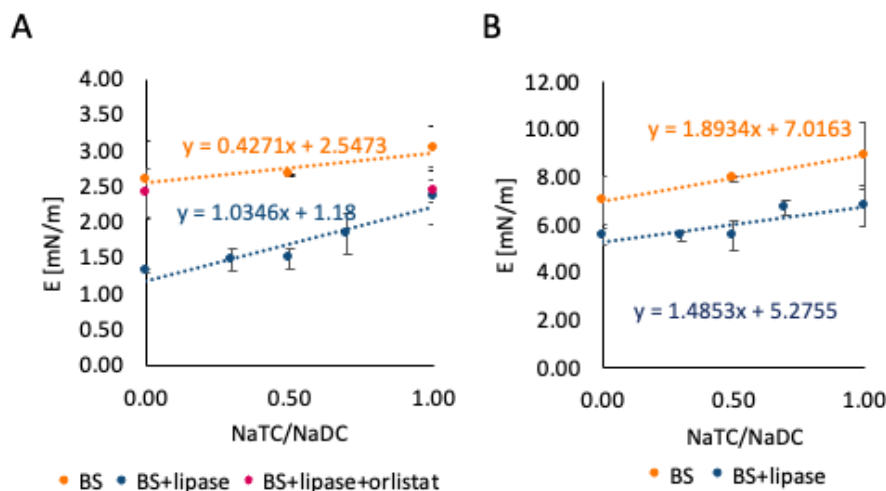 A
4.00
3.50
3.00
2.50
2.00
1.50
1.00
0.50
0.00
E [mN/m]
y = 0.4271x + 2.5473
y = 1.0346x + 1.18
0.00 0.50 1.00
NaTC/NaDC
BS BS+lipase BS+lipase+orlistat
B
12.00
10.00
8.00
6.00
4.00
2.00
0.00
E [mN/m]
y = 1.8934x + 7.0163
y = 1.4853x + 5.2755
0.00 0.50 1.00
NaTC/NaDC
BS BS+lipase